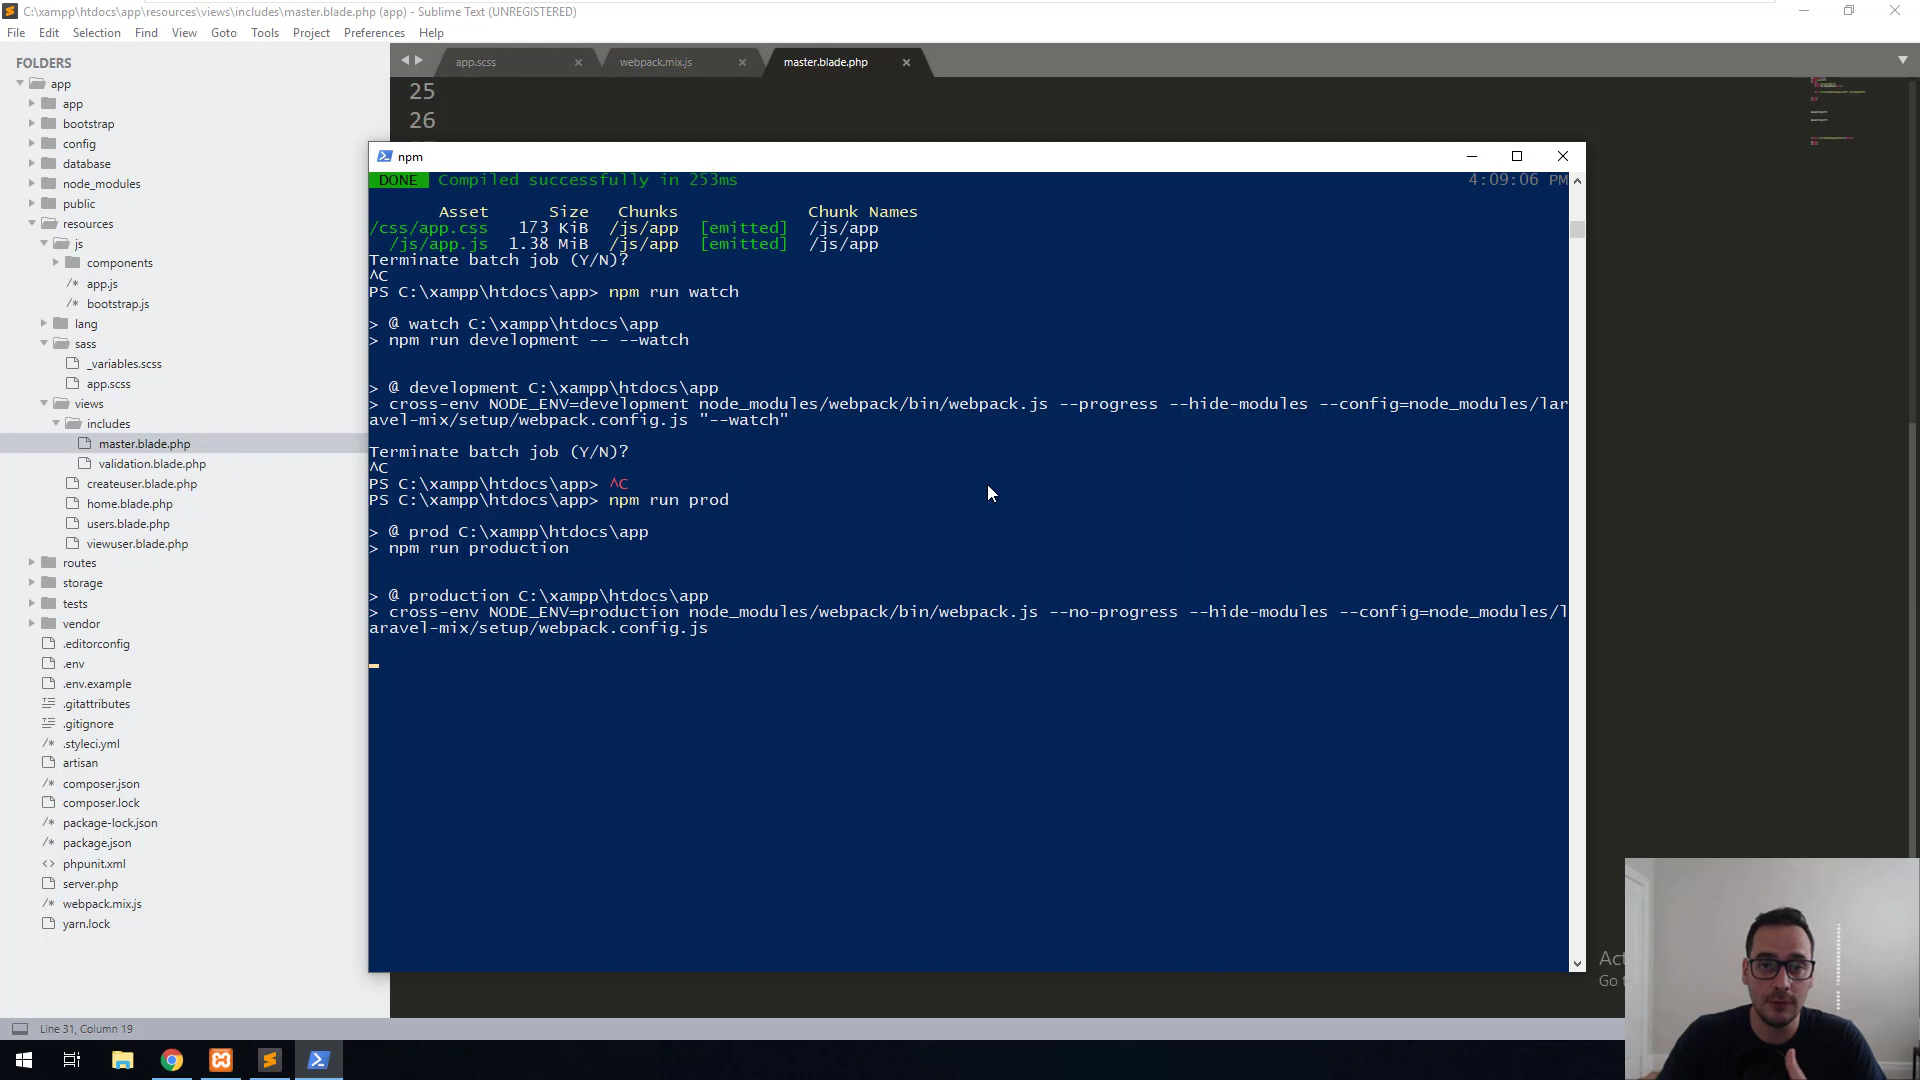 C:\xampp\htdocs\app\resources\views\includes\master.blade.php (app) - Sublime Text (UNREGISTERED)
File Edit Selection Find View Goto Tools Project Preferences Help
FOLDERS
app
app
bootstrap
config
database
node_modules
public
resources
js
components
/* app.js
/* bootstrap.js
lang
sass
_variables.scss
app.scss
views
includes
master.blade.php
validation.blade.php
createuser.blade.php
home.blade.php
users.blade.php
viewuser.blade.php
routes
storage
tests
vendor
.editorconfig
.env
.env.example
.gitattributes
.gitignore
/* .styleci.yml
artisan
/* composer.json
composer.lock
/* package-lock.json
/* package.json
<> phpunit.xml
server.php
/* webpack.mix.js
yarn.lock
app.scss webpack.mix.js master.blade.php
25
26
npm
DONE Compiled successfully in 253ms 4:09:06 PM
Asset Size Chunks Chunk Names
/css/app.css 173 KiB /js/app [emitted] /js/app
/js/app.js 1.38 MiB /js/app [emitted] /js/app
Terminate batch job (Y/N)?
^C
PS C:\xampp\htdocs\app> npm run watch
> @ watch C:\xampp\htdocs\app
> npm run development -- --watch
> @ development C:\xampp\htdocs\app
> cross-env NODE_ENV=development node_modules/webpack/bin/webpack.js --progress --hide-modules --config=node_modules/lar
avel-mix/setup/webpack.config.js "--watch"
Terminate batch job (Y/N)?
^C
PS C:\xampp\htdocs\app> ^C
PS C:\xampp\htdocs\app> npm run prod
> @ prod C:\xampp\htdocs\app
> npm run production
> @ production C:\xampp\htdocs\app
> cross-env NODE_ENV=production node_modules/webpack/bin/webpack.js --no-progress --hide-modules --config=node_modules/l
aravel-mix/setup/webpack.config.js
Go
Line 31, Column 19